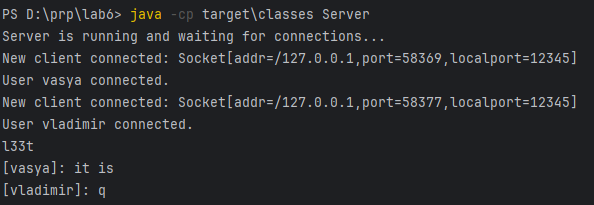 PS D:\prp\lab6> java -cp target\classes Server
Server is running and waiting for connections...
New client connected: Socket[addr=/127.0.0.1,port=58369,localport=12345]
User vasya connected.
New client connected: Socket[addr=/127.0.0.1,port=58377,localport=12345]
User vladimir connected.
l33t
[vasya]: it is
[vladimir]: q